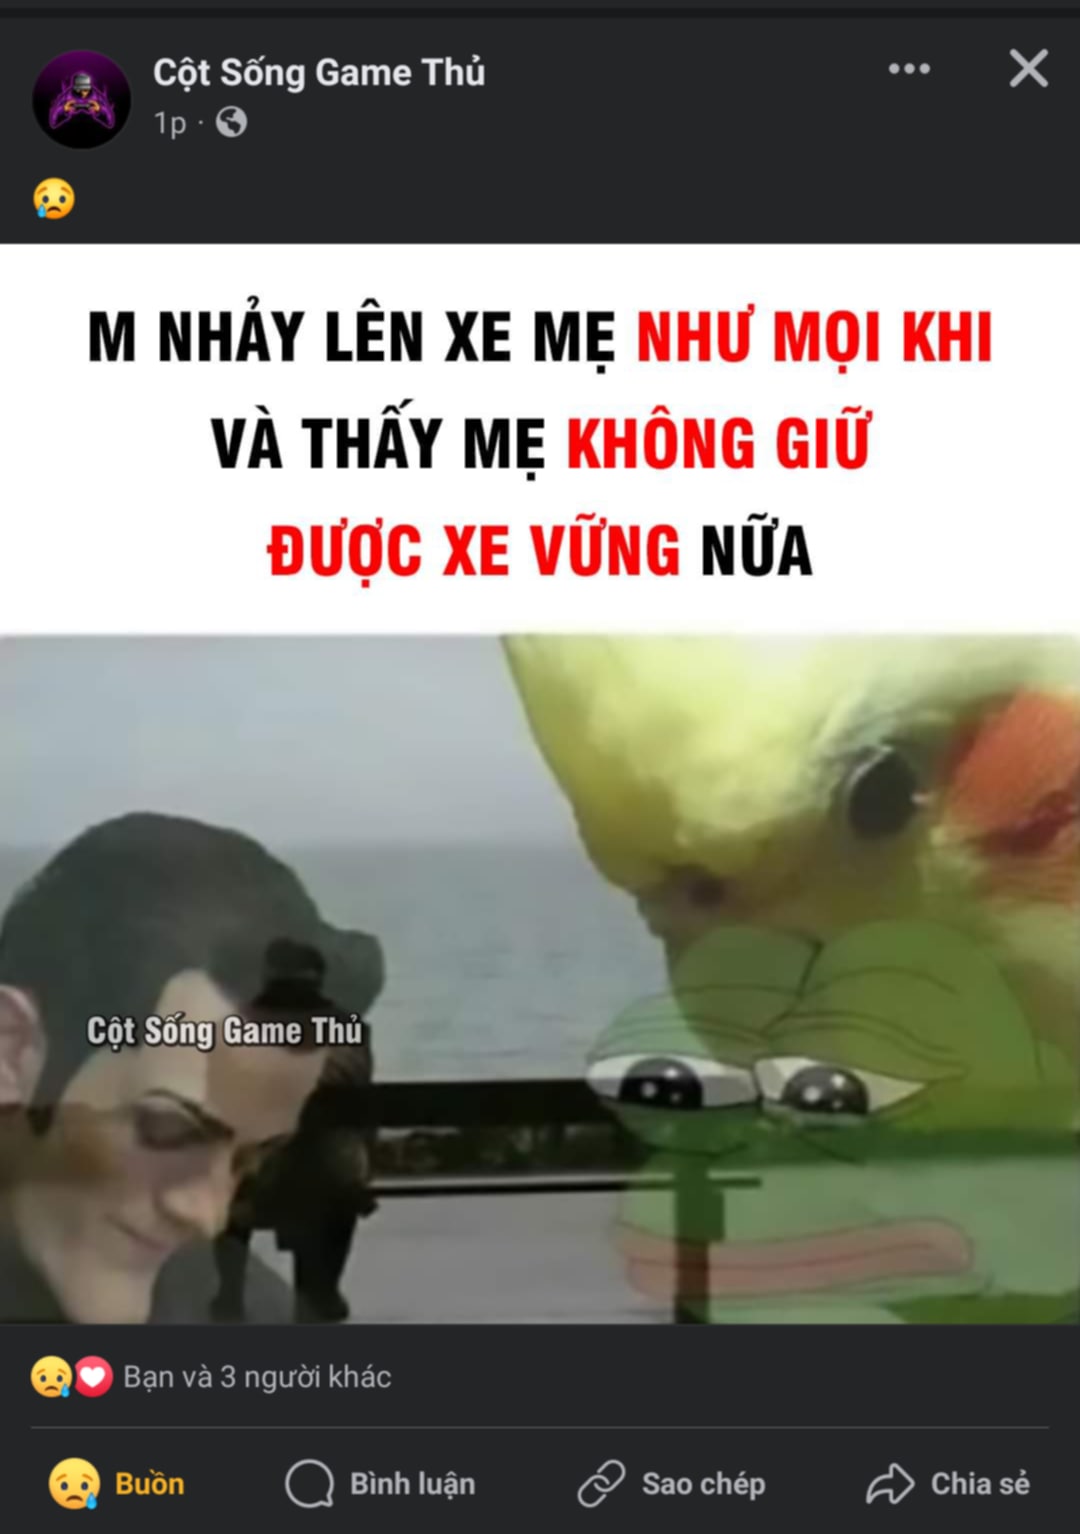 Cột Sống Game Thủ
1p ·
M NHẢY LÊN XE MẸ NHƯ MỌI KHI
VÀ THẤY MẸ KHÔNG GIỮ
ĐƯỢC XE VỮNG NỮA
Cột Sống Game Thủ
Bạn và 3 người khác
Buồn Bình luận Sao chép Chia sẻ